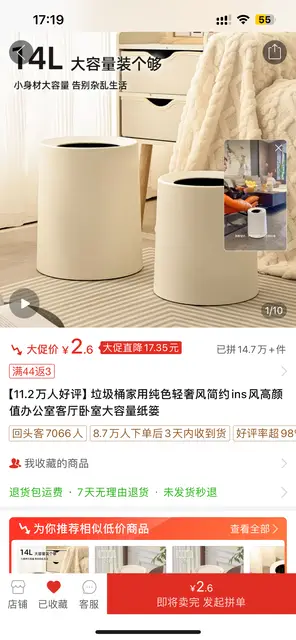 17:19
55
14L 大容量装个够
小身材大容量 告别杂乱生活
1/10
大促价 ¥2.6 大促直降17.35元 已拼14.7万+件
满44返3
【11.2万人好评】垃圾桶家用纯色轻奢风简约ins风高颜
值办公室客厅卧室大容量纸篓
回头客7066人 8.7万人下单后3天内收到货 好评率超98%
我收藏的商品
退货包运费 · 7天无理由退货 · 未发货秒退
为你推荐相似低价商品 查看全部
14L 大容量装个够
店铺 已收藏 客服
¥2.6
即将卖完 发起拼单